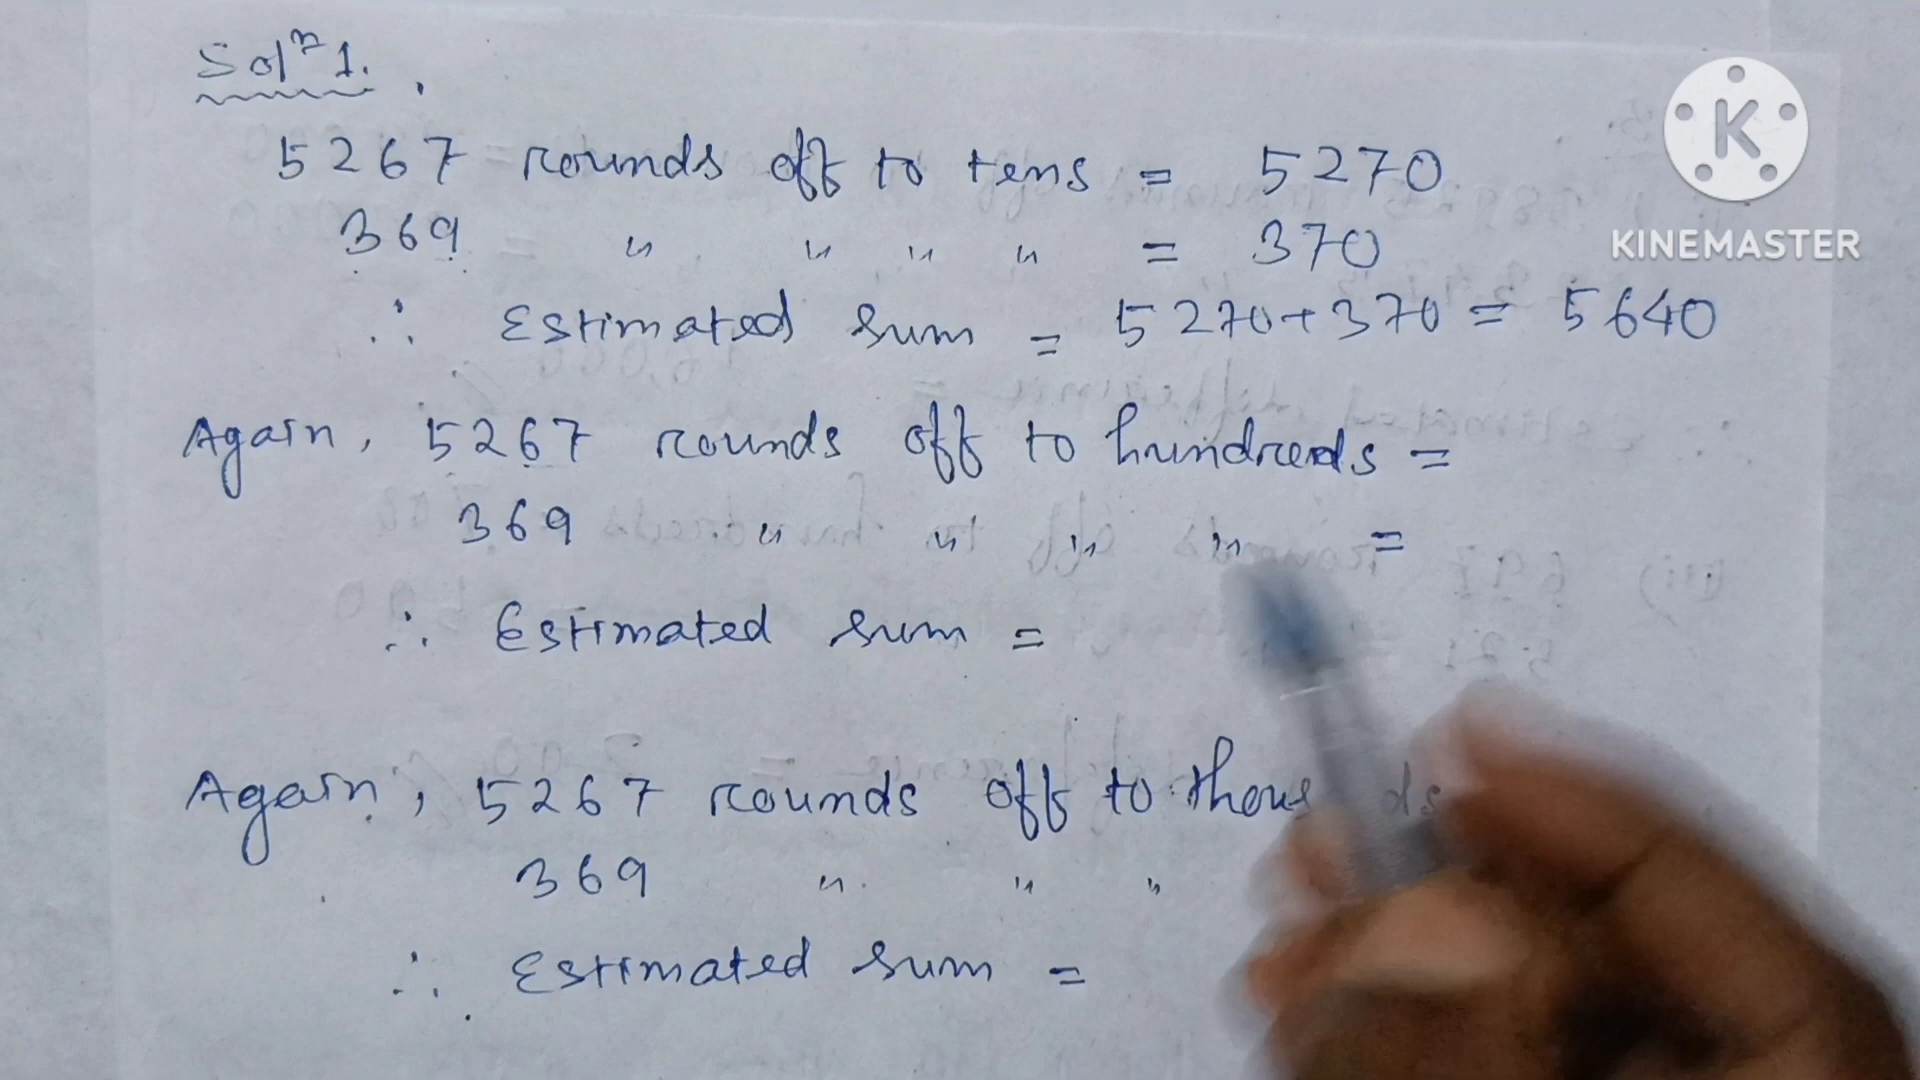 Solⁿ 1.
5267 rounds off to tens = 5270
369 " " " " = 370
∴ Estimated sum = 5270+370 = 5640
Again, 5267 rounds off to hundreds =
369 " " " " =
∴ Estimated sum =
Again, 5267 rounds off to
369 " " "
∴ Estimated sum =
K
KINEMASTER